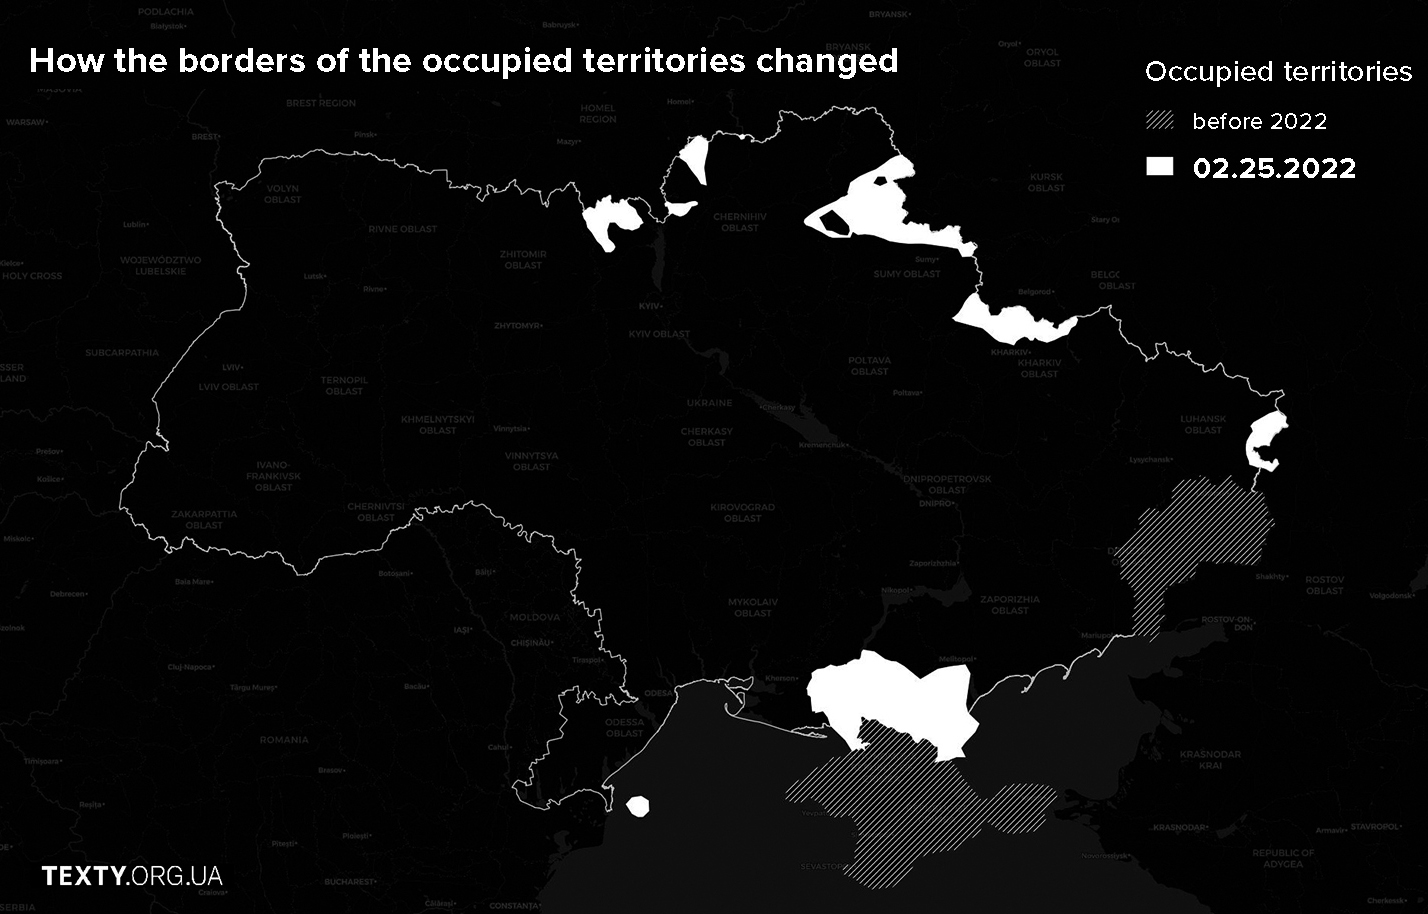 PODLACHIA
Białystok
BRYANSK
Bobruysk
BRYANSK
OBLAST
Oryol
ORYOL
OBLAST
How the borders of the occupied territories changed
Occupied territories
before 2022
02.25.2022
BREST REGION
HOMEL
REGION
Homel
WARSAW
BREST
Pinsk
Mazyr
VOLYN
OBLAST
KURSK
OBLAST
RIVNE OBLAST
CHERNIHIV
OBLAST
Lublin
Kielce
HOLY CROSS
WOJEWÓDZTWO
LUBELSKIE
ZHITOMIR
OBLAST
Sumy
SUMY OBLAST
BELGO
OBLAST
Lutsk
Rivne
Belgorod
KYIV
ZHYTOMYR
KYIV OBLAST
SUBCARPATHIA
LVIV
LVIV OBLAST
TERNOPIL
OBLAST
POLTAVA
OBLAST
KHARKIV
KHARKIV
OBLAST
Poltava
UKRAINE
Cherkasy
KHMELNYTSKYI
OBLAST
Vinnytsia
CHERKASY
OBLAST
Kremenchuk
LUHANSK
OBLAST
Prešov
Košice
VINNYTSYA
OBLAST
Lysychansk
IVANO-
FRANKIVSK
OBLAST
DNIPROPETROVSK
OBLAST
DNIPRO
ZAKARPATTIA
OBLAST
CHERNIVTSI
OBLAST
KIROVOGRAD
OBLAST
Miskolc
Zaporizhzhia
Baia Mare
Botoșani
Bălți
Shakhty
ROSTOV
OBLAST
Debrecen
Nikopol
Volgodonsk
MYKOLAIV
OBLAST
ZAPORIZHIA
OBLAST
MOLDOVA
CHIȘINĂU
IAȘI
ROSTOV-ON-
DON
Mariupol
Cluj-Napoca
Tiraspol
Melitopol
Târgu Mureș
Bacău
Kherson
ODESA
ODESSA
OBLAST
ROMANIA
Cahul
Timișoara
Brașov
KRASNODAR
KRAI
Reșița
Ploiești
Pitești
KRASNODAR
Armavir
STAVROPOL
REPUBLIC OF
ADYGEA
Novorossiysk
SEVASTOP
TEXTY.ORG.UA
BUCHAREST
Craiova
Călărași
CONSTANȚA
SERBIA
Cherkessk